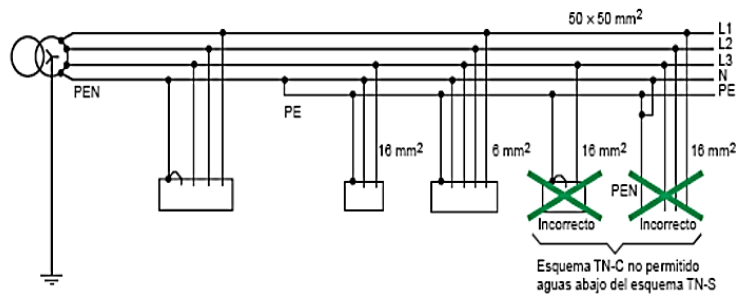 50 x 50 mm²
L1
L2
L3
N
PE
PEN
PE
16 mm²
6 mm²
16 mm²
PEN
16 mm²
Incorrecto
Incorrecto
Esquema TN-C no permitido
aguas abajo del esquema TN-S